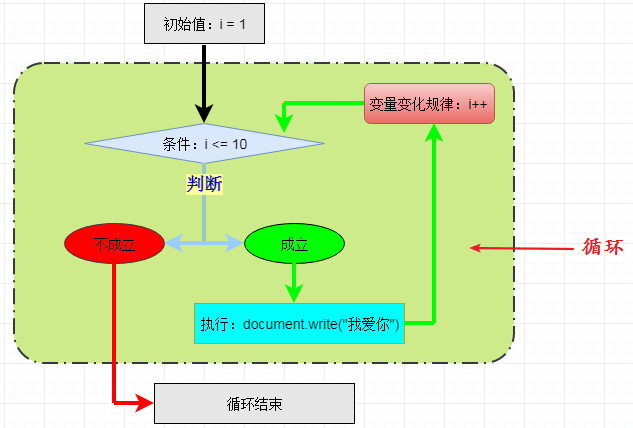 初始值：i = 1
变量变化规律：i++
条件：i <= 10
判断
不成立
成立
循环
执行：document.write("我爱你")
循环结束